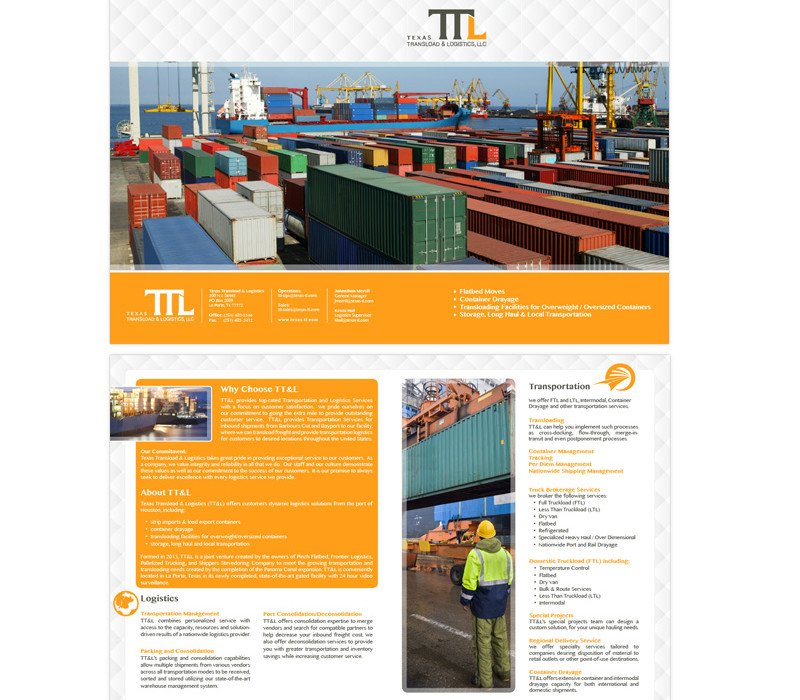 TTL
TEXAS
TRANSLOAD & LOGISTICS, LLC
TTL
TEXAS
TRANSLOAD & LOGISTICS, LLC
Texas Transload & Logistics
La Porte, TX 77572
Office:
Fax
Operations:
Sales:
www.texas-tl.com
General Manager
Logistics Supervisor
• Flatbed Moves
• Container Drayage
• Transloading Facilities for Overweight / Oversized Containers
• Storage, Long Haul & Local Transportation
Why Choose TT&L
TT&L provides top-rated Transportation and Logistics Services
with a focus on customer satisfaction. We pride ourselves on
our commitment to going the extra mile to provide outstanding
customer service. TT&L provides Transportation Services for
inbound shipments from Barbours Cut and Bayport to our facility
where we can transload freight and provide transportation logistics
for customers to desired locations throughout the United States.
Our Commitment:
Texas Transload & Logistics takes great pride in providing exceptional service to our customers. As
a company, we value integrity and reliability in all that we do. Our staff and our culture demonstrate
these values as well as our commitment to the success of our customers. It is our promise to always
seek to deliver excellence with every logistics service we provide.
About TT&L
Texas Transload & Logistics (TT&L) offers customers dynamic logistics solutions from the port of
Houston, including:
• strip imports & load export containers
• container drayage
• transloading facilities for overweight/oversized containers
• storage, long haul and local transportation
Formed in 2013, TT&L is a joint venture created by the owners of Pinch Flatbed, Frontier Logistics,
Palletized Trucking, and Shippers Stevedoring Company to meet the growing transportation and
transloading needs created by the completion of the Panama Canal expansion. TT&L is conveniently
located in La Porte, Texas in its newly completed, state-of-the-art gated facility with 24 hour video
surveillance.
Logistics
Transportation Management
TT&L combines personalized service with
access to the capacity, resources and solution-
driven results of a nationwide logistics provider.
Packing and Consolidation
TT&L's packing and consolidation capabilities
allow multiple shipments from various vendors
across all transportation modes to be received,
sorted and stored utilizing our state-of-the-art
warehouse management system.
Port Consolidation/Deconsolidation
TT&L offers consolidation expertise to merge
vendors and search for compatible partners to
help decrease your inbound freight cost. We
also offer deconsolidation services to provide
you with greater transportation and inventory
savings while increasing customer service.
Transportation
We offer FTL and LTL, Intermodal, Container
Drayage and other transportation services.
Transloading
TT&L can help you implement such processes
as cross-docking, flow-through, merge-in-
transit and even postponement processes.
Container Management
Tracking
Per Diem Management
Nationwide Shipping Management
Truck Brokerage Services
We broker the following services:
• Full Truckload (FTL)
• Less Than Truckload (LTL)
• Dry Van
• Flatbed
• Refrigerated
• Specialized Heavy Haul / Over Dimensional
• Nationwide Port and Rail Drayage
Domestic Truckload (FTL) including:
• Temperature Control
• Flatbed
• Dry Van
• Bulk & Route Services
• Less Than Truckload (LTL)
• Intermodal
Special Projects
TT&L's special projects team can design a
custom solution, for your unique hauling needs.
Regional Delivery Service
We offer specialty services tailored to
companies desiring disposition of material to
retail outlets or other point-of-use destinations.
Container Drayage
TT&L offers extensive container and intermodal
drayage capacity for both international and
domestic shipments.